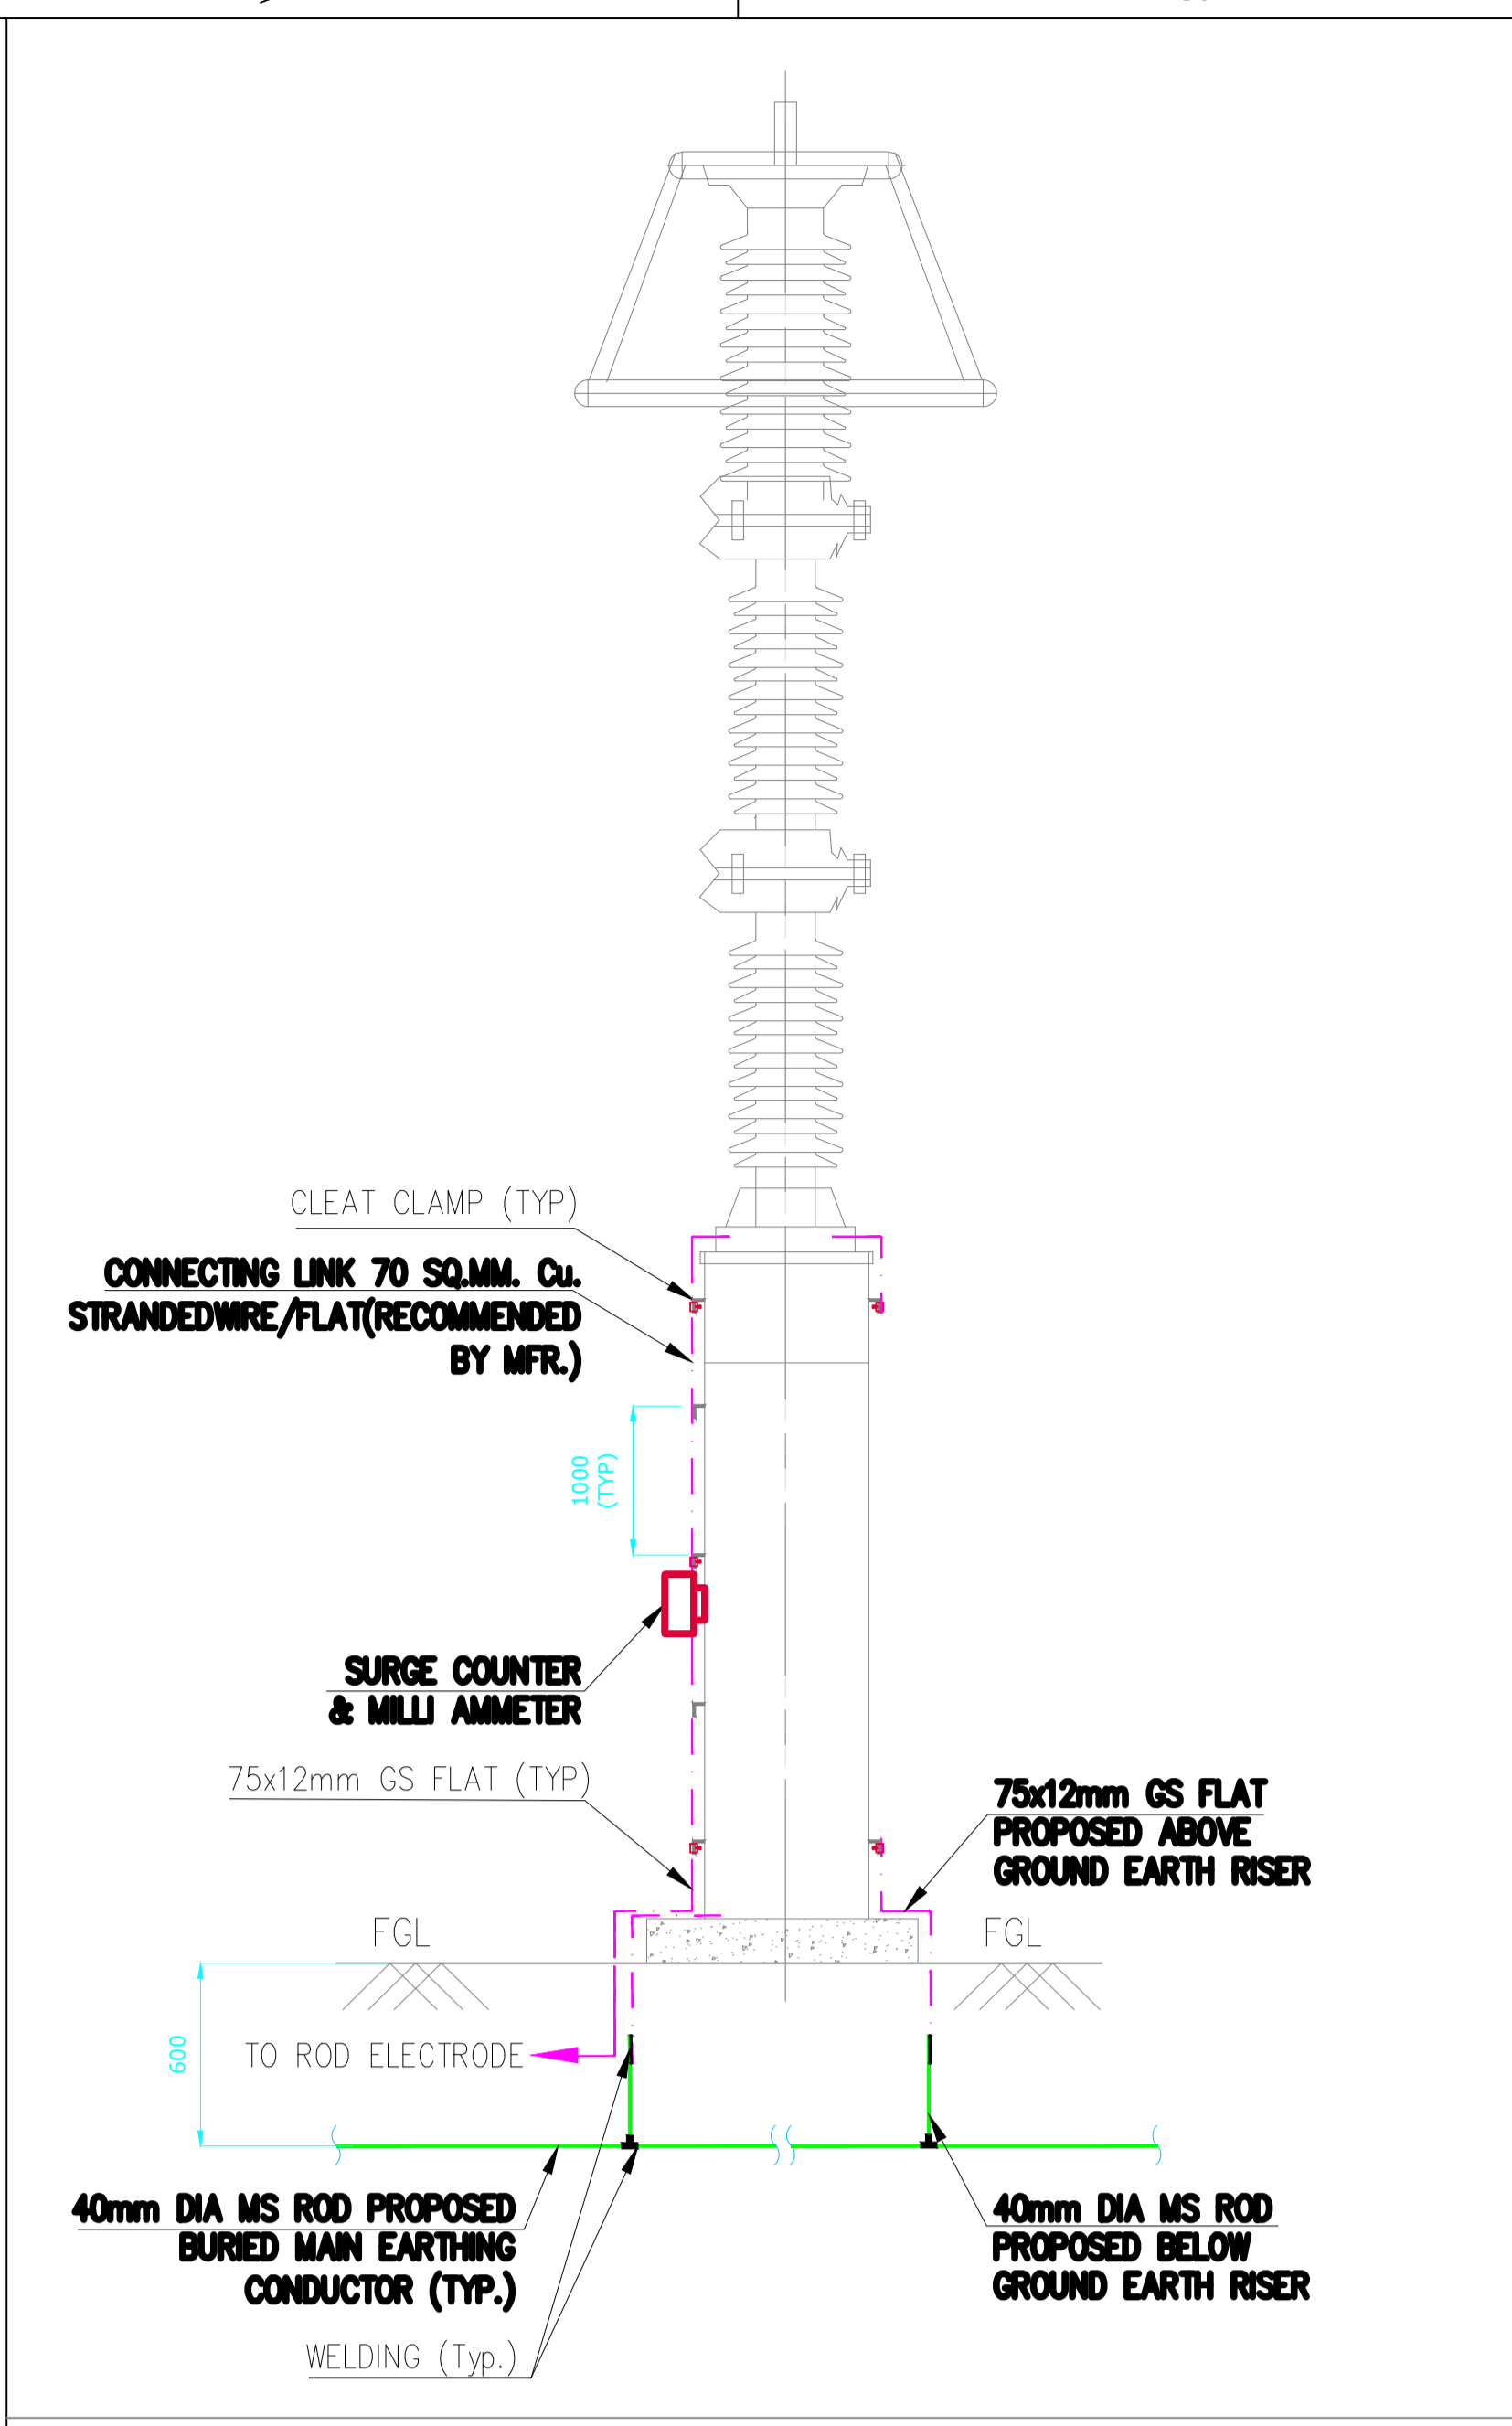 CLEAT CLAMP (TYP)
CONNECTING LINK 70 SQ.MM. Cu.
STRANDEDWIRE/FLAT(RECOMMENDED
BY MFR.)
1000
(TYP)
SURGE COUNTER
& MILLI AMMETER
75x12mm GS FLAT (TYP)
75x12mm GS FLAT
PROPOSED ABOVE
GROUND EARTH RISER
FGL
FGL
600
TO ROD ELECTRODE
40mm DIA MS ROD PROPOSED
BURIED MAIN EARTHING
CONDUCTOR (TYP.)
40mm DIA MS ROD
PROPOSED BELOW
GROUND EARTH RISER
WELDING (Typ.)